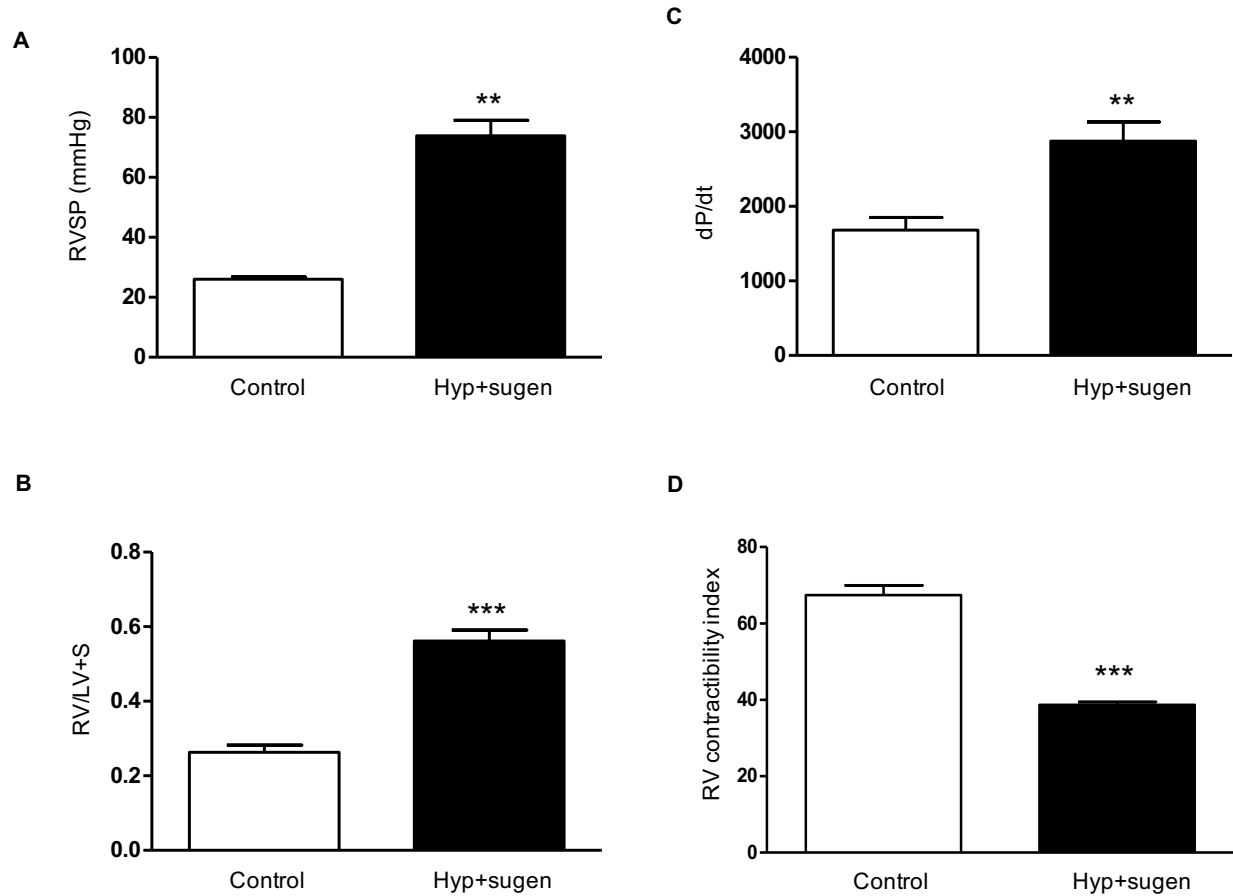 A
RVSP (mmHg)
100
80
60
40
20
0
**
Control
Hyp+sugen
C
dP/dt
4000
3000
2000
1000
0
**
Control
Hyp+sugen
B
RV/LV+S
0.8
0.6
0.4
0.2
0.0
***
Control
Hyp+sugen
D
RV contractibility index
80
60
40
20
0
***
Control
Hyp+sugen